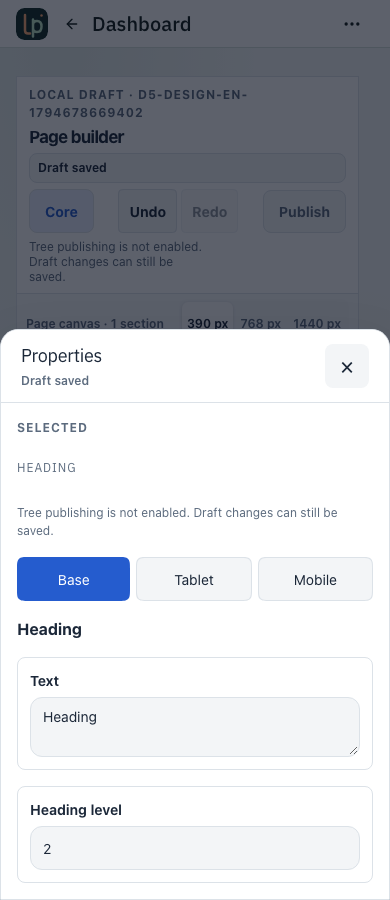 lp
Dashboard
LOCAL DRAFT · D5-DESIGN-EN-
1794678669402
Page builder
Draft saved
Core
Undo
Redo
Publish
Tree publishing is not enabled.
Draft changes can still be
saved.
Page canvas · 1 section
390 px
768 px
1440 px
Properties
Draft saved
SELECTED
HEADING
Tree publishing is not enabled. Draft changes can still be
saved.
Base
Tablet
Mobile
Heading
Text
Heading
Heading level
2